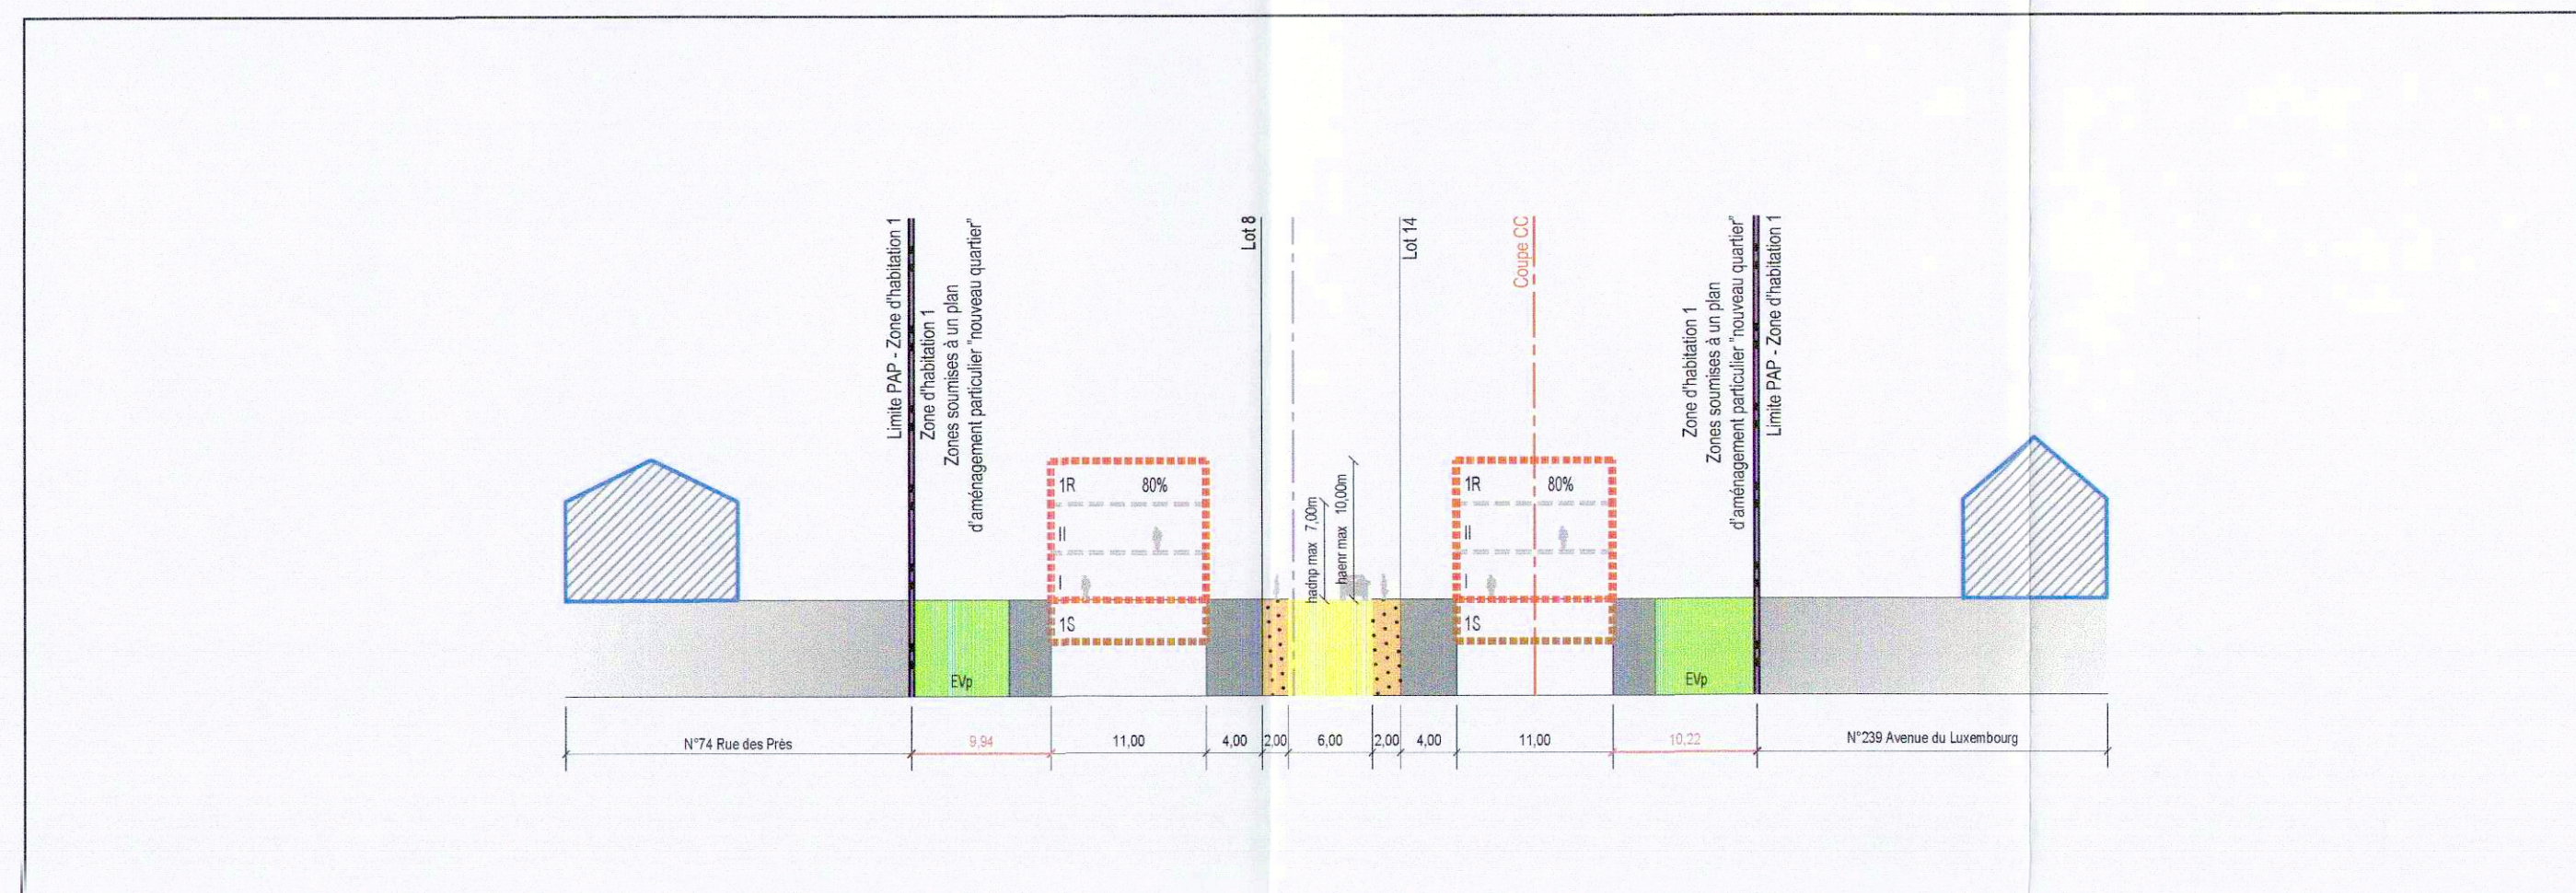 Limite PAP - Zone d'habitation 1
Zone d'habitation 1
Zones soumises à un plan
d'aménagement particulier "nouveau quartier"
Lot 8
Lot 14
Coupe CC
Zone d'habitation 1
Zones soumises à un plan
d'aménagement particulier "nouveau quartier"
Limite PAP - Zone d'habitation 1
1R 80%
II
I
1S
hadnp max 7,00m
haenr max 10,00m
1R 80%
II
I
1S
EVp
EVp
N°74 Rue des Près
9,94
11,00
4,00
2,00
6,00
2,00
4,00
11,00
10,22
N°239 Avenue du Luxembourg